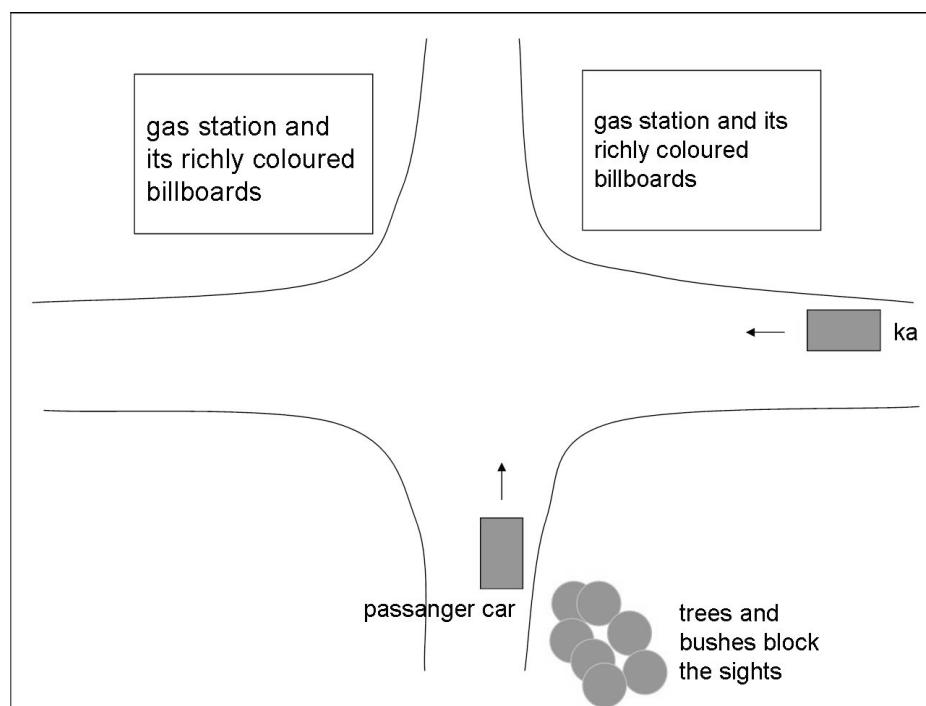 gas station and
its richly coloured
billboards
gas station and its
richly coloured
billboards
ka
passanger car
trees and
bushes block
the sights